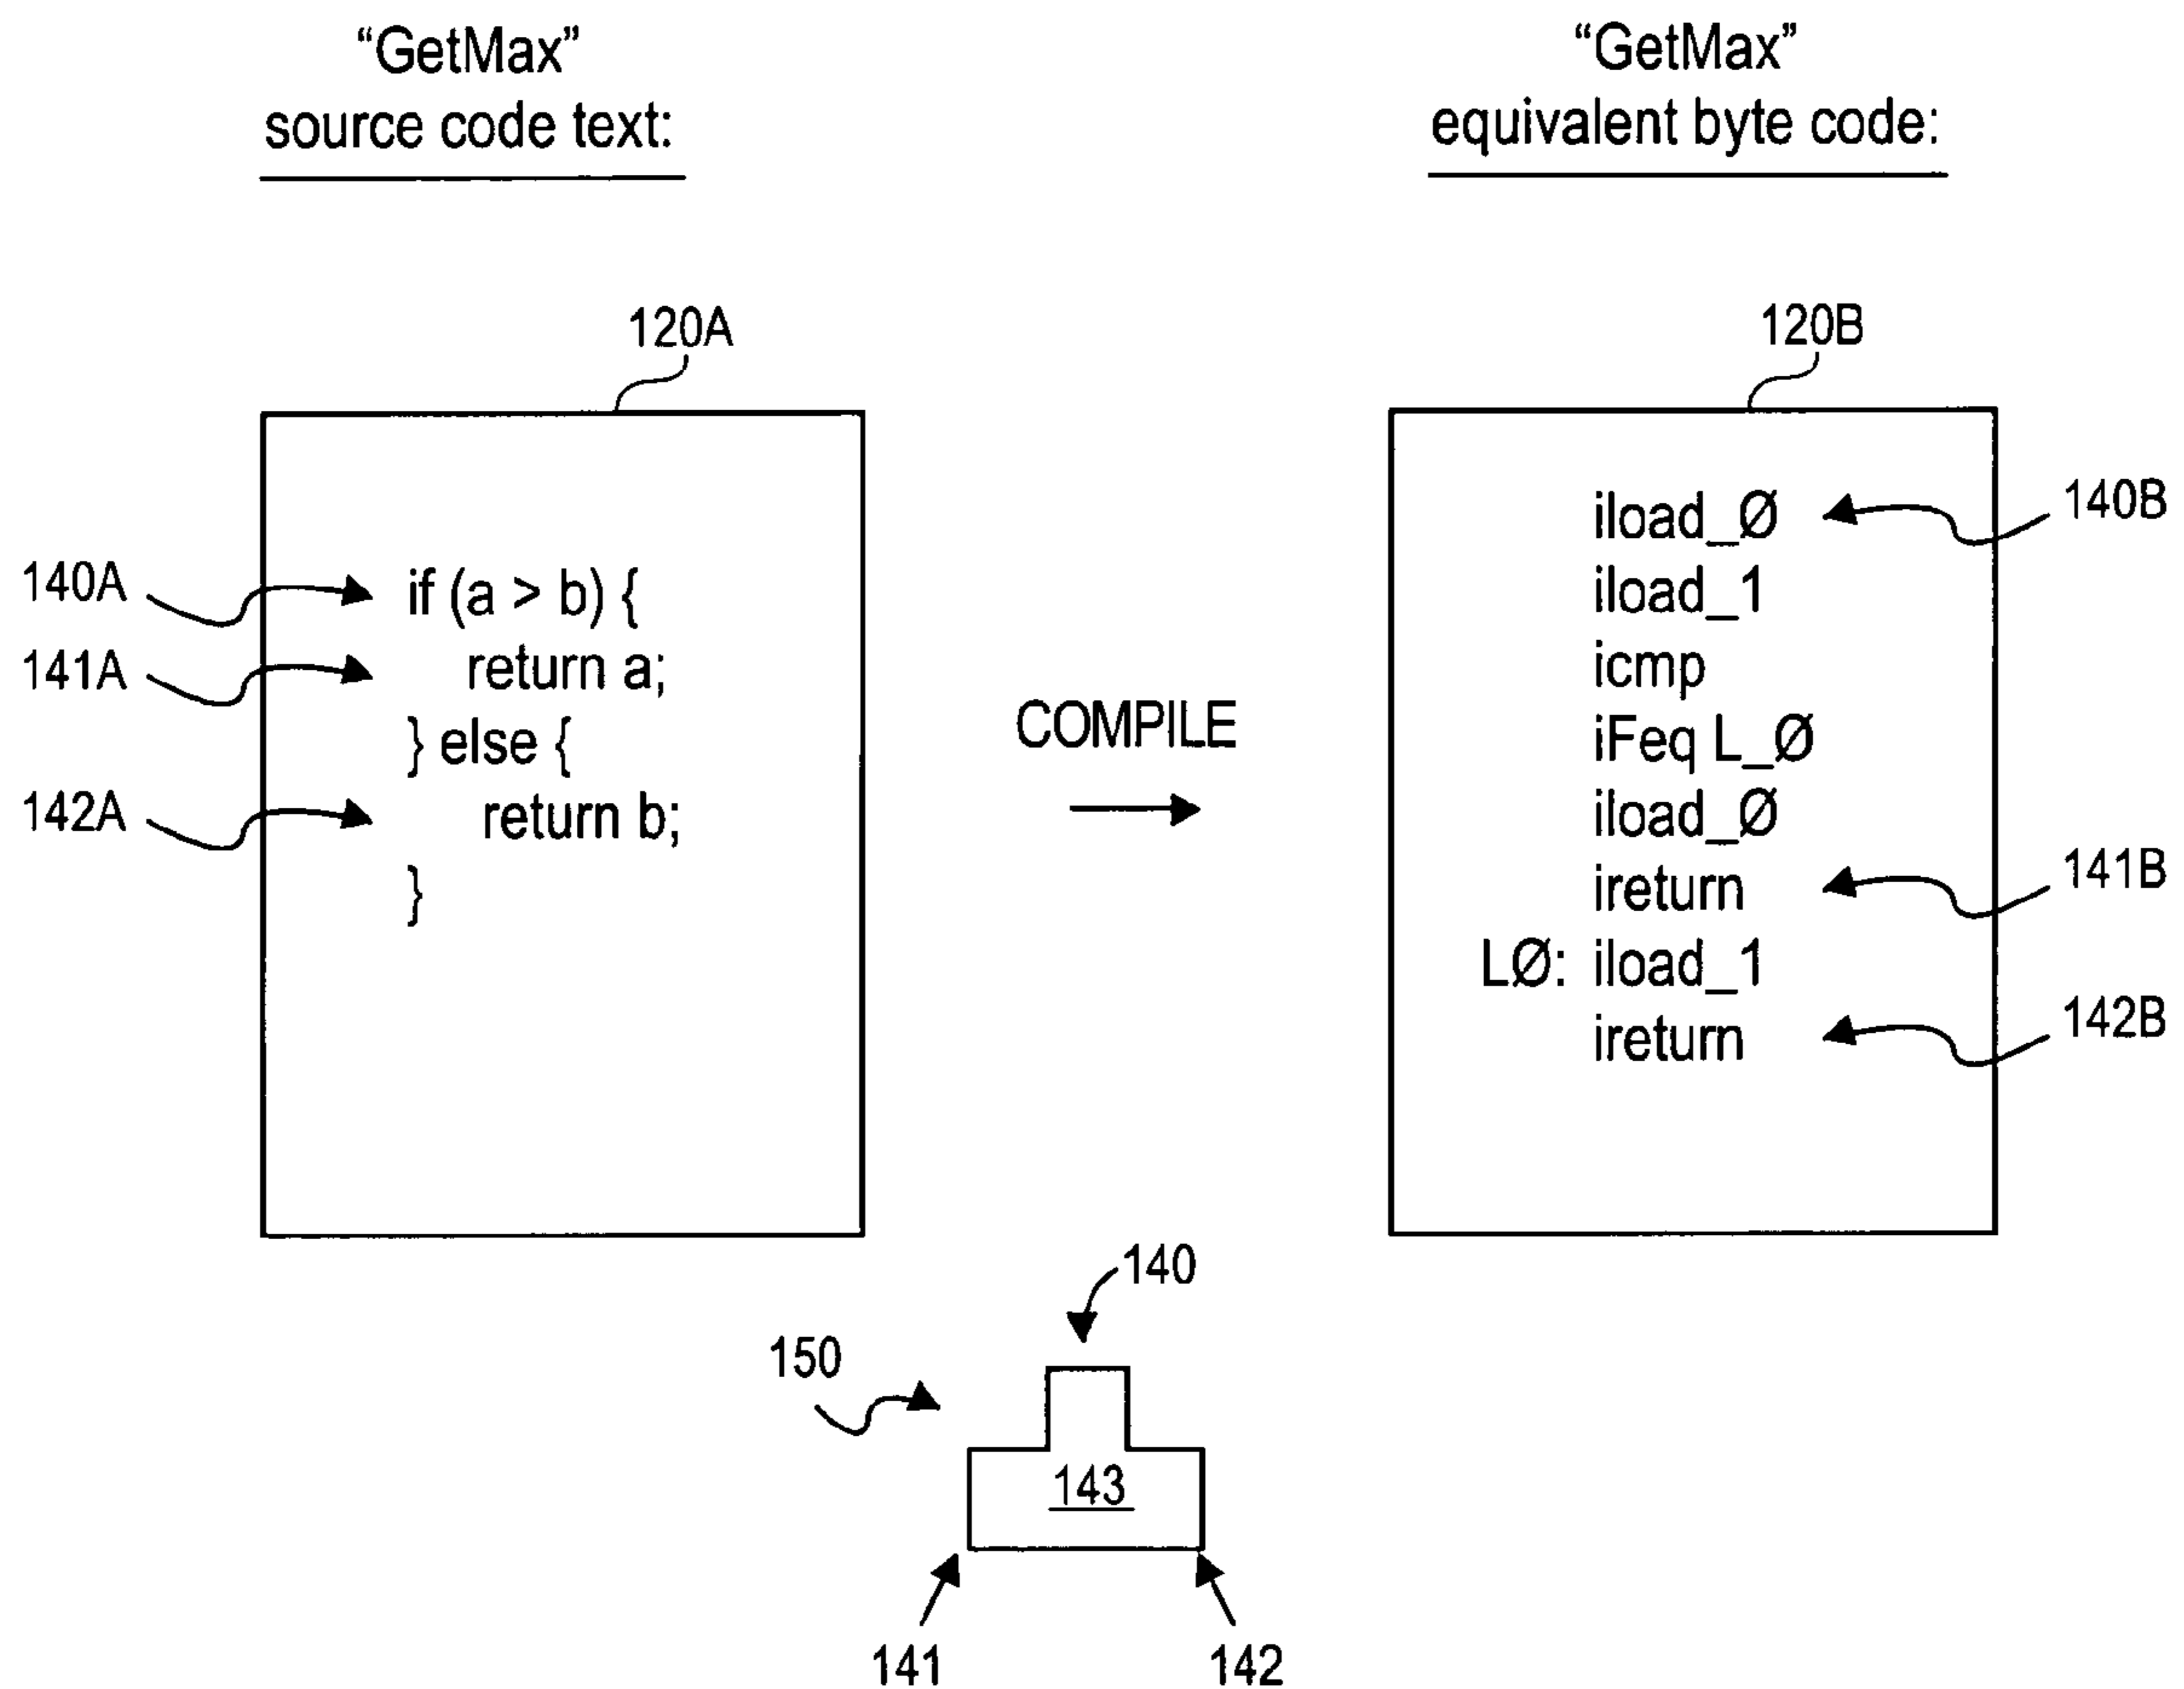 “GetMax”
source code text:
“GetMax”
equivalent byte code:
120A
120B
140A
if (a > b) {
141A
return a;
} else {
142A
return b;
}
COMPILE
iload_Ø
140B
iload_1
icmp
iFeq L_Ø
iload_Ø
ireturn
141B
LØ: iload_1
ireturn
142B
140
150
143
141
142